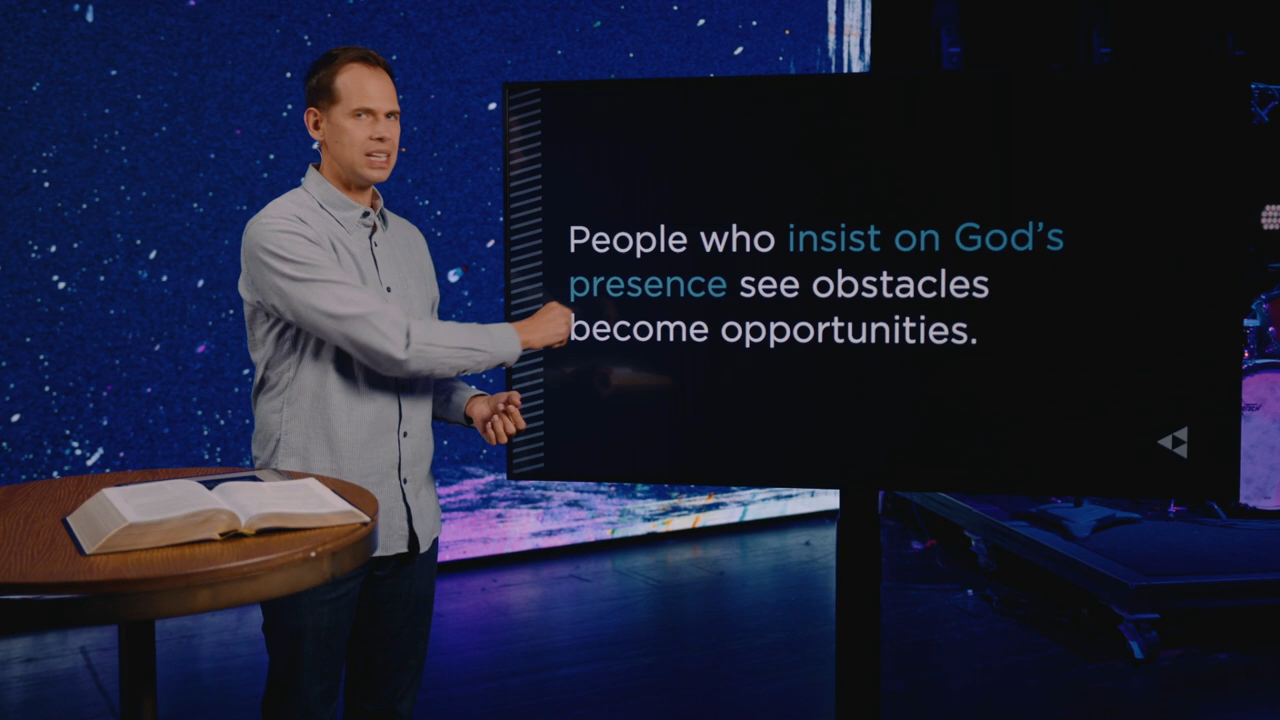 People who insist on God's
presence see obstacles
become opportunities.